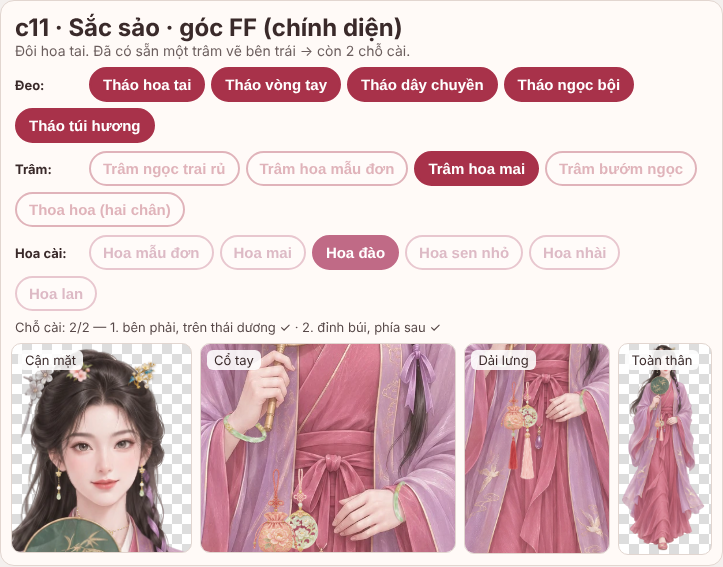 c11 · Sắc sảo · góc FF (chính diện)
Đôi hoa tai. Đã có sẵn một trâm vẽ bên trái → còn 2 chỗ cài.
Đeo: Tháo hoa tai Tháo vòng tay Tháo dây chuyền Tháo ngọc bội
Tháo túi hương
Trâm: Trâm ngọc trai rủ Trâm hoa mẫu đơn Trâm hoa mai Trâm bướm ngọc
Thoa hoa (hai chân)
Hoa cài: Hoa mẫu đơn Hoa mai Hoa đào Hoa sen nhỏ Hoa nhài
Hoa lan
Chỗ cài: 2/2 — 1. bên phải, trên thái dương ✓ · 2. đỉnh búi, phía sau ✓
Cận mặt Cổ tay Dải lưng Toàn thân